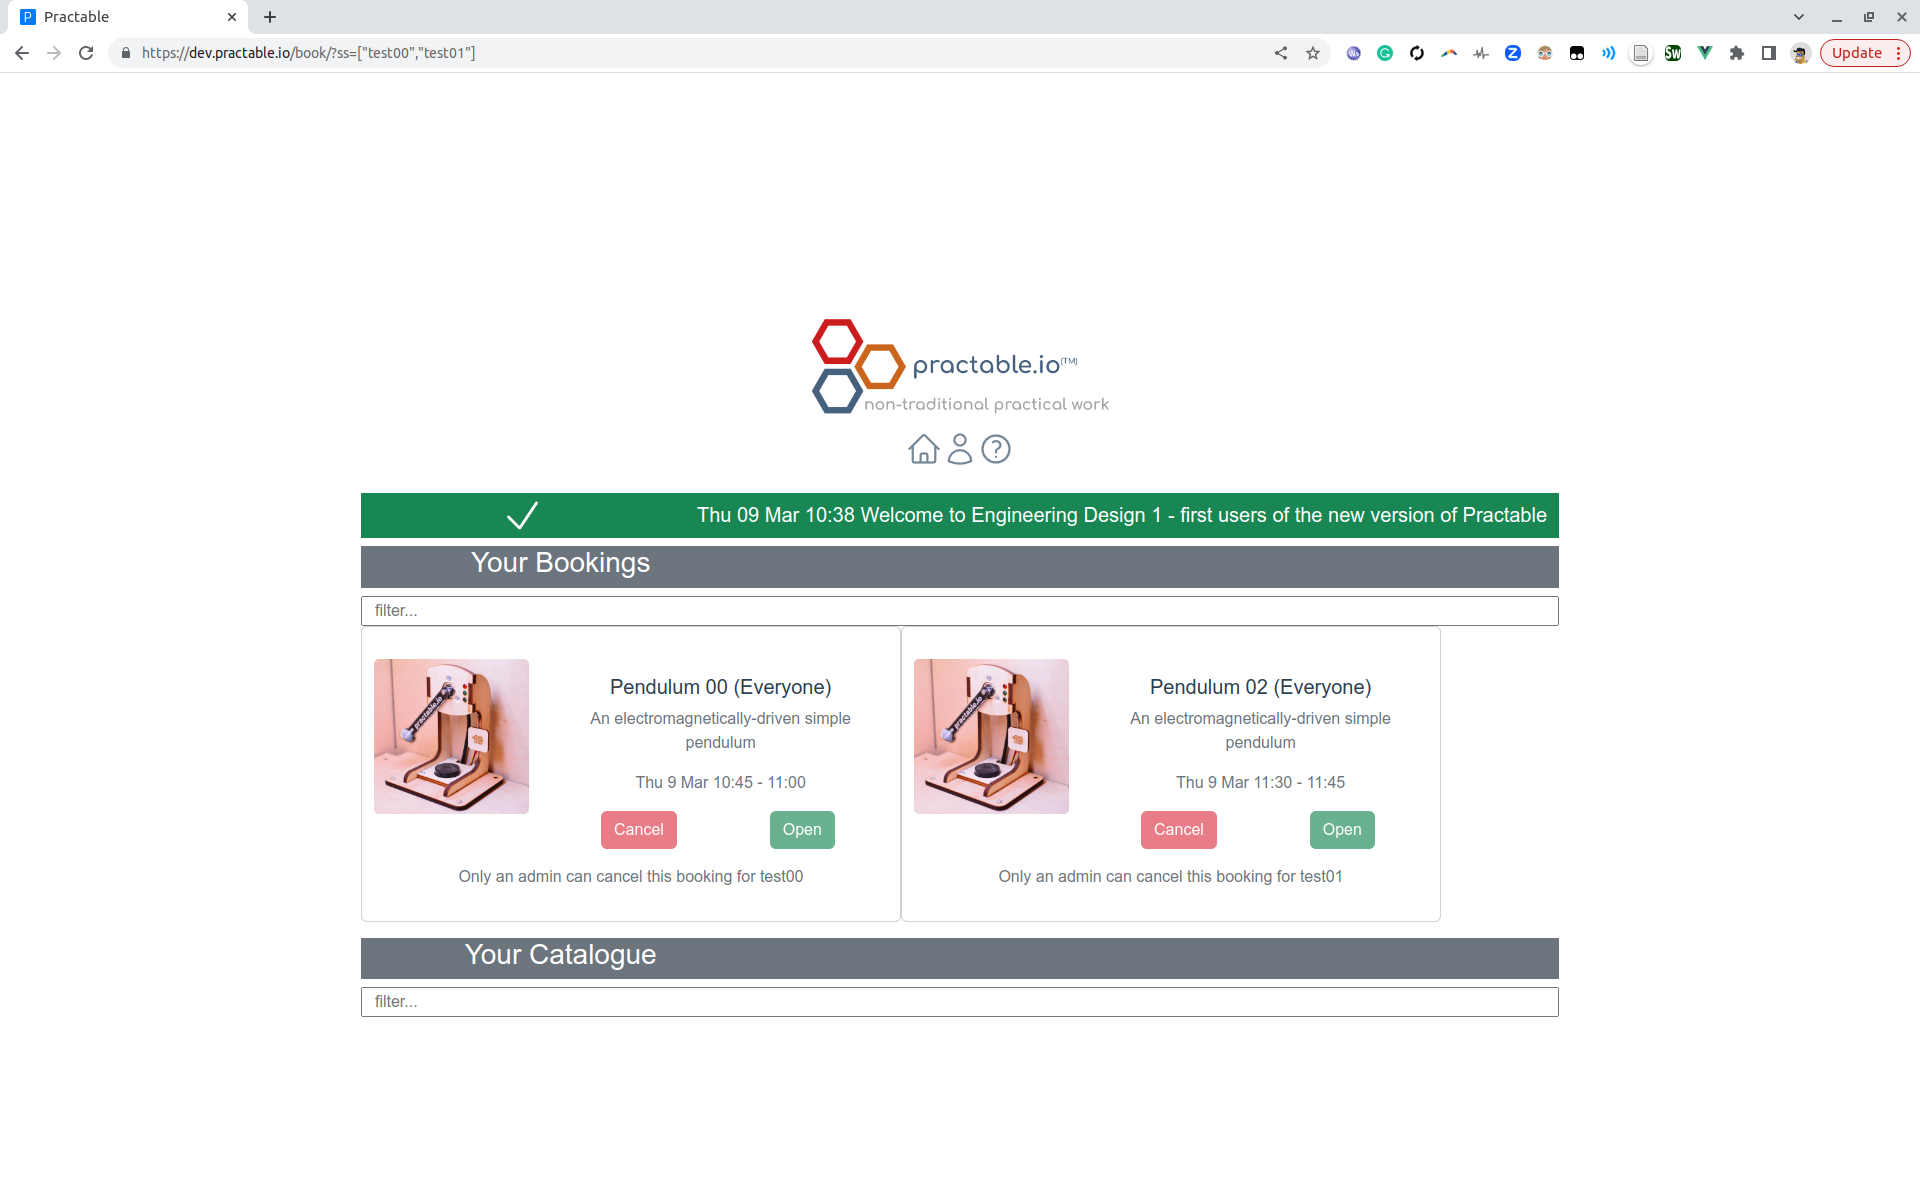 Practable
https://dev.practable.io/book/?ss=["test00","test01"]
Update
practable.io(TM)
non-traditional practical work
Thu 09 Mar 10:38 Welcome to Engineering Design 1 - first users of the new version of Practable
Your Bookings
filter...
Pendulum 00 (Everyone)
An electromagnetically-driven simple
pendulum
Thu 9 Mar 10:45 - 11:00
Cancel
Open
Only an admin can cancel this booking for test00
Pendulum 02 (Everyone)
An electromagnetically-driven simple
pendulum
Thu 9 Mar 11:30 - 11:45
Cancel
Open
Only an admin can cancel this booking for test01
Your Catalogue
filter...